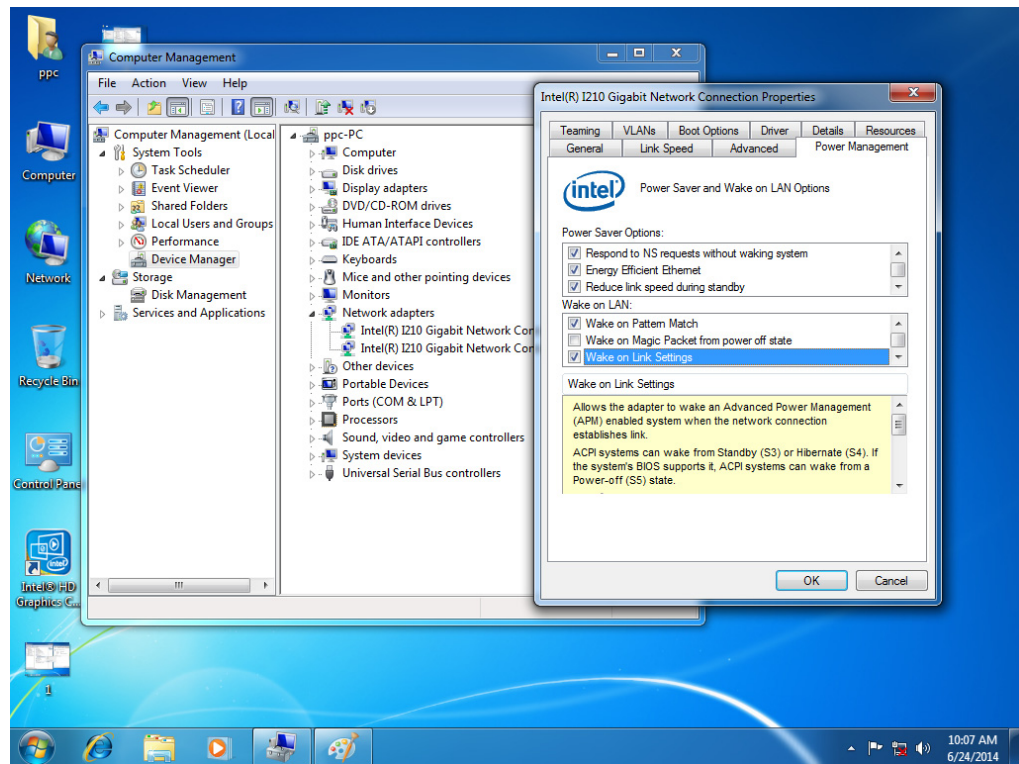 ppc
Computer
Network
Recycle Bin
Control Pane
Intel® HD
Graphics C...
1
Computer Management
File Action View Help
Computer Management (Local
System Tools
Task Scheduler
Event Viewer
Shared Folders
Local Users and Groups
Performance
Device Manager
Storage
Disk Management
Services and Applications
ppc-PC
Computer
Disk drives
Display adapters
DVD/CD-ROM drives
Human Interface Devices
IDE ATA/ATAPI controllers
Keyboards
Mice and other pointing devices
Monitors
Network adapters
Intel(R) I210 Gigabit Network Cor
Intel(R) I210 Gigabit Network Cor
Other devices
Portable Devices
Ports (COM & LPT)
Processors
Sound, video and game controllers
System devices
Universal Serial Bus controllers
Intel(R) I210 Gigabit Network Connection Properties
Teaming VLANs Boot Options Driver Details Resources
General Link Speed Advanced Power Management
intel
Power Saver and Wake on LAN Options
Power Saver Options:
Respond to NS requests without waking system
Energy Efficient Ethernet
Reduce link speed during standby
Wake on LAN:
Wake on Pattern Match
Wake on Magic Packet from power off state
Wake on Link Settings
Wake on Link Settings
Allows the adapter to wake an Advanced Power Management
(APM) enabled system when the network connection
establishes link.
ACPI systems can wake from Standby (S3) or Hibernate (S4). If
the system's BIOS supports it, ACPI systems can wake from a
Power-off (S5) state.
OK Cancel
10:07 AM
6/24/2014